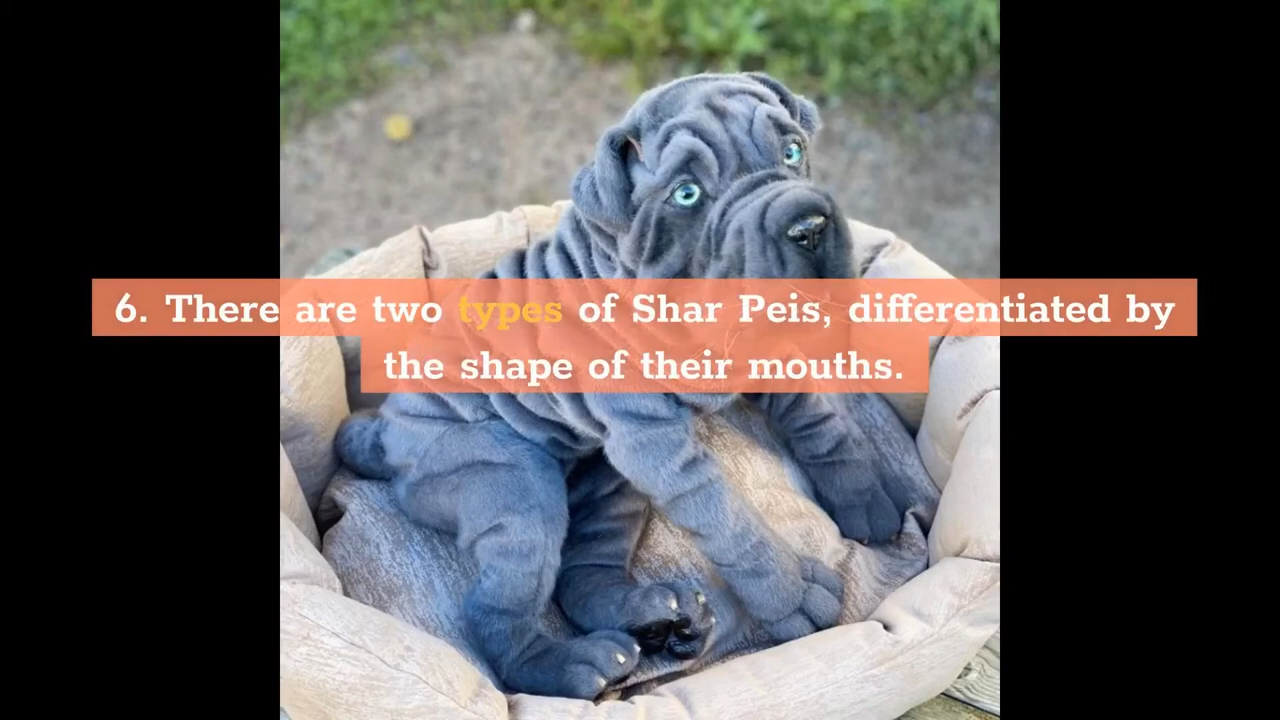 6. There are two types of Shar Peis, differentiated by
the shape of their mouths.